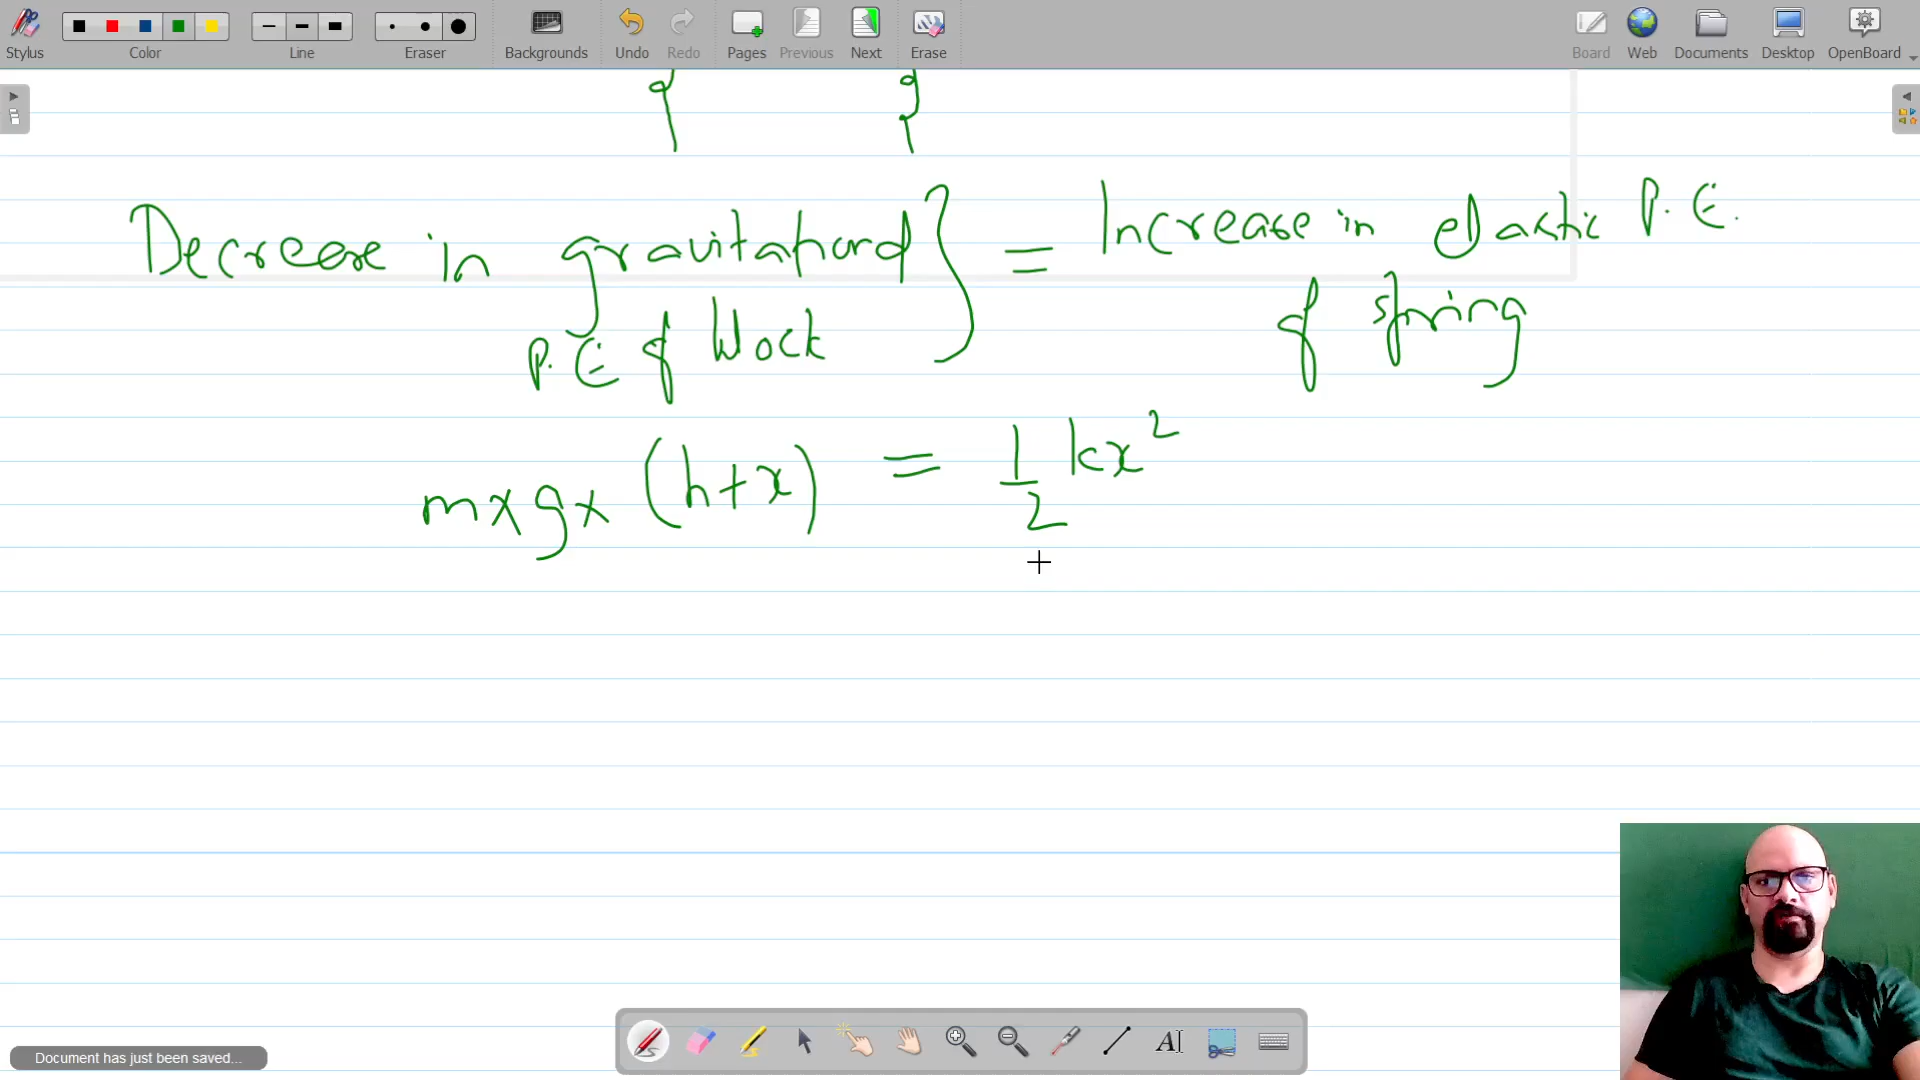 Stylus Color Line Eraser Backgrounds Undo Redo Pages Previous Next Erase Board Web Documents Desktop OpenBoard
Decrease in gravitational } = Increase in elastic P.E.
P.E of block of spring
m x g x (h+x) = 1/2 kx²
Document has just been saved...